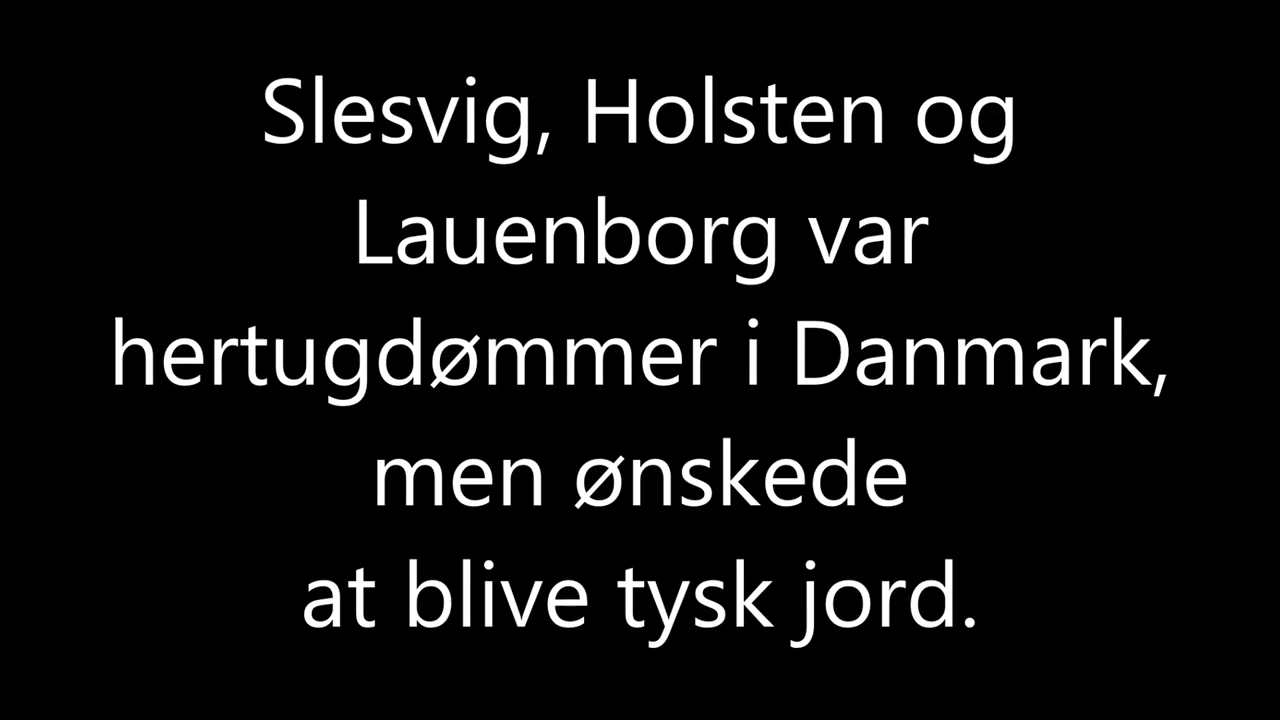 Slesvig, Holsten og
Lauenborg var
hertugdømmer i Danmark,
men ønskede
at blive tysk jord.